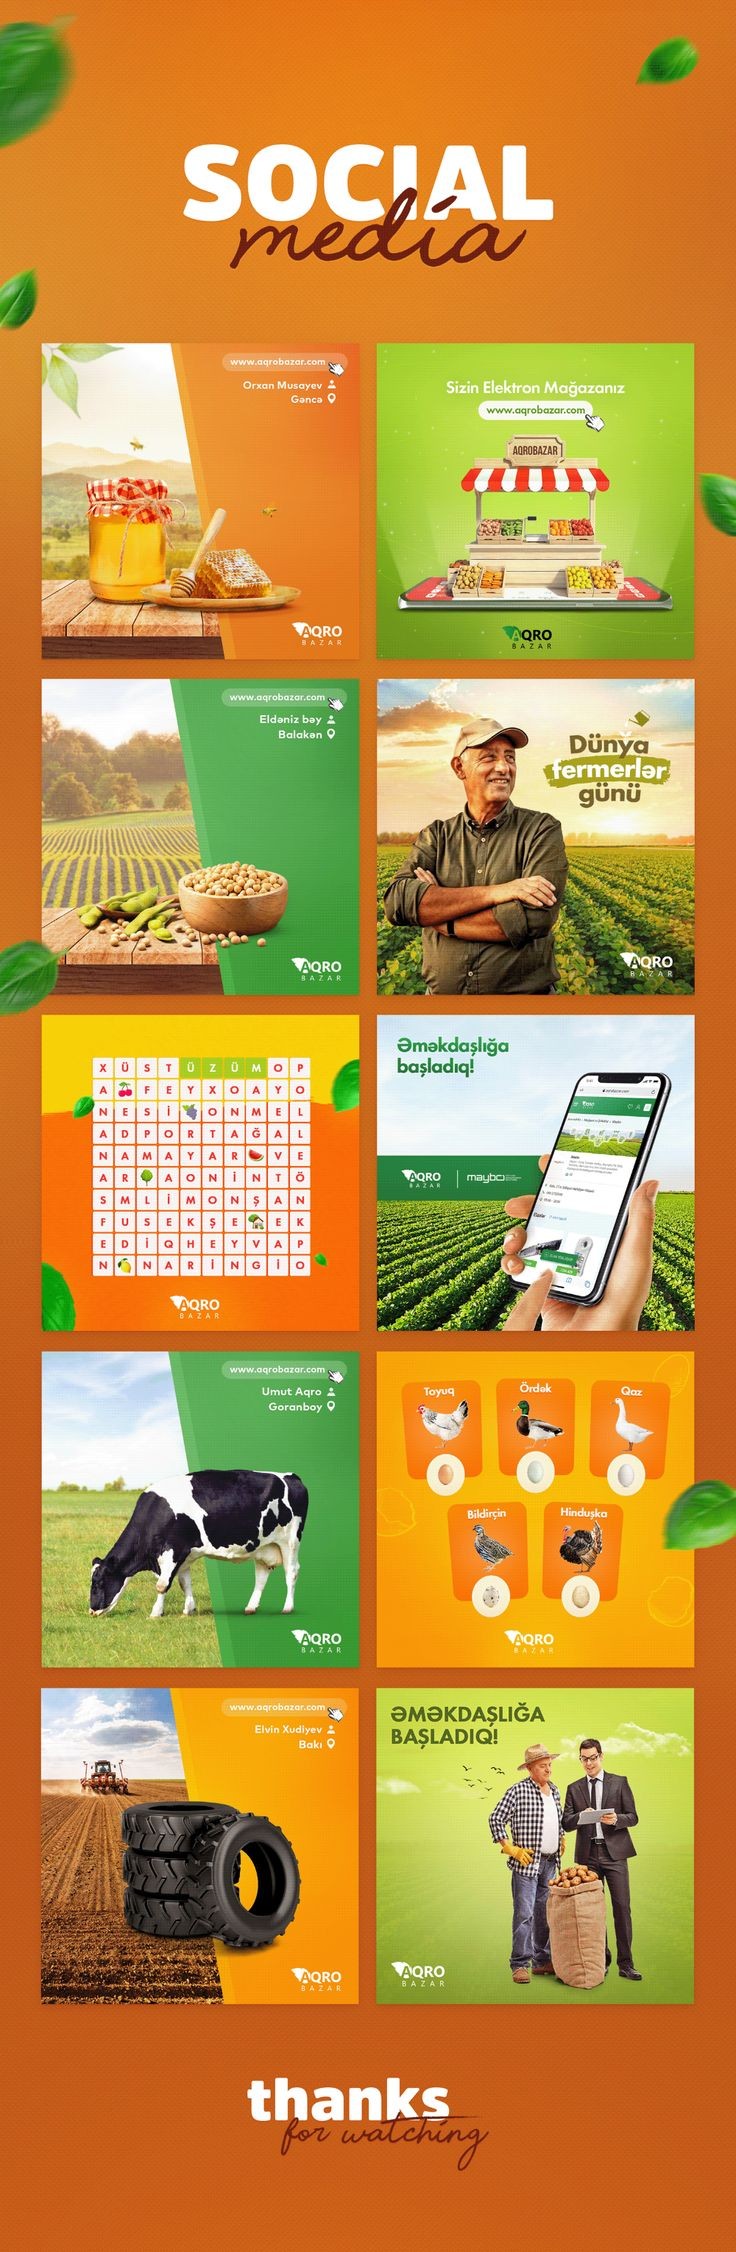 SOCIAL
media
www.aqrobazar.com
Orxan Musayev
Gəncə
AQRO
BAZAR
Sizin Elektron Mağazanız
www.aqrobazar.com
AQROBAZAR
AQRO
BAZAR
www.aqrobazar.com
Eldəniz bəy
Balakən
AQRO
BAZAR
Dünya
fermerlər
günü
AQRO
BAZAR
X Ü S T Ü Z Ü M O P
A F E Y X O A Y O
N E S İ O N M E L
A D P O R T A Ğ A L
N A M A Y A R V E
A R A O N İ N T Ö
S M L İ M O N Ş A N
F U S E K Ş E E K
E D İ Q H E Y V A P
N N A R İ N G İ O
AQRO
BAZAR
Əməkdaşlığa
başladıq!
AQRO
BAZAR
maybci
www.aqrobazar.com
Umut Aqro
Goranboy
AQRO
BAZAR
Toyuq
Ördək
Qaz
Bildirçin
Hinduşka
AQRO
BAZAR
www.aqrobazar.com
Elvin Xudiyev
Bakı
AQRO
BAZAR
ƏMƏKDAŞLIĞA
BAŞLADIQ!
AQRO
BAZAR
thanks
for watching